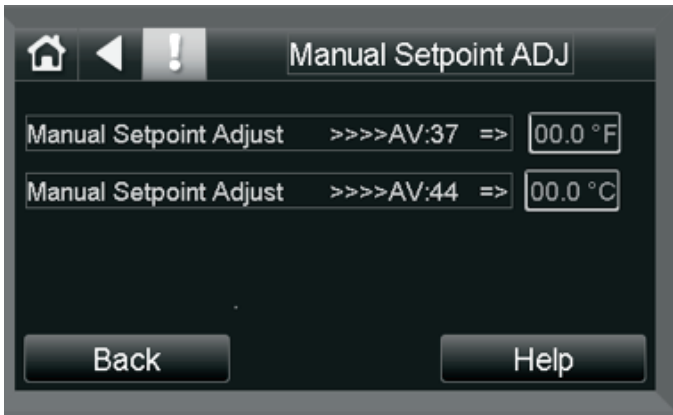 Manual Setpoint ADJ
Manual Setpoint Adjust >>>>AV:37 => 00.0 °F
Manual Setpoint Adjust >>>>AV:44 => 00.0 °C
Back Help